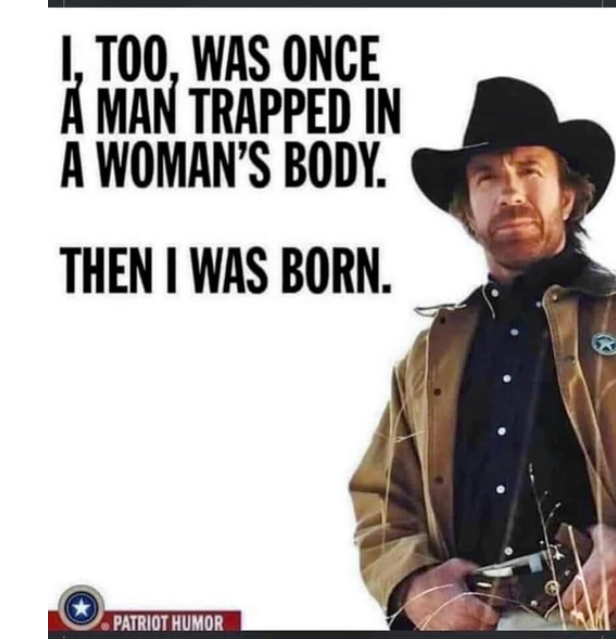 I, TOO, WAS ONCE
A MAN TRAPPED IN
A WOMAN'S BODY.
THEN I WAS BORN.
PATRIOT HUMOR